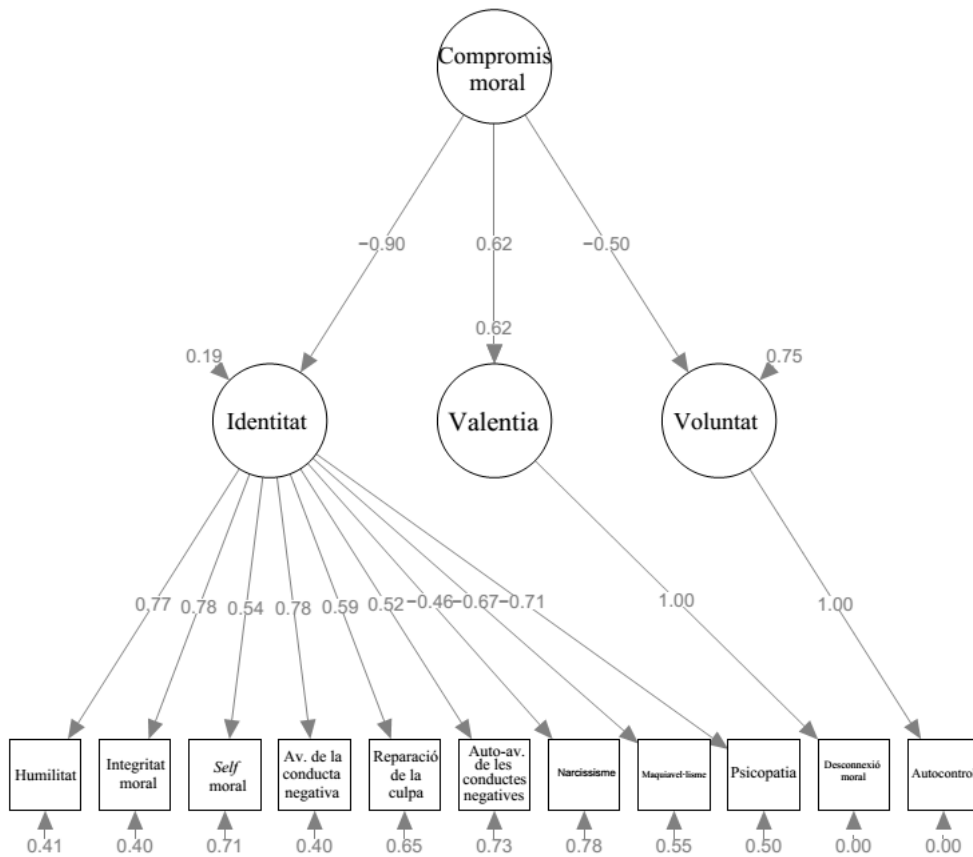 Compromis
moral
−0.90
0.62
−0.50
0.62
0.19
0.75
Identitat
Valentia
Voluntat
0.77
0.78
0.54
0.78
0.59
0.52
−0.46
−0.67
−0.71
1.00
1.00
Humilitat
Integritat
moral
Self
moral
Av. de la
conducta
negativa
Reparació
de la
culpa
Auto-av.
de les
conductes
negatives
Narcissisme
Maquiavel·lisme
Psicopatia
Desconnexió
moral
Autocontrol
0.41
0.40
0.71
0.40
0.65
0.73
0.78
0.55
0.50
0.00
0.00